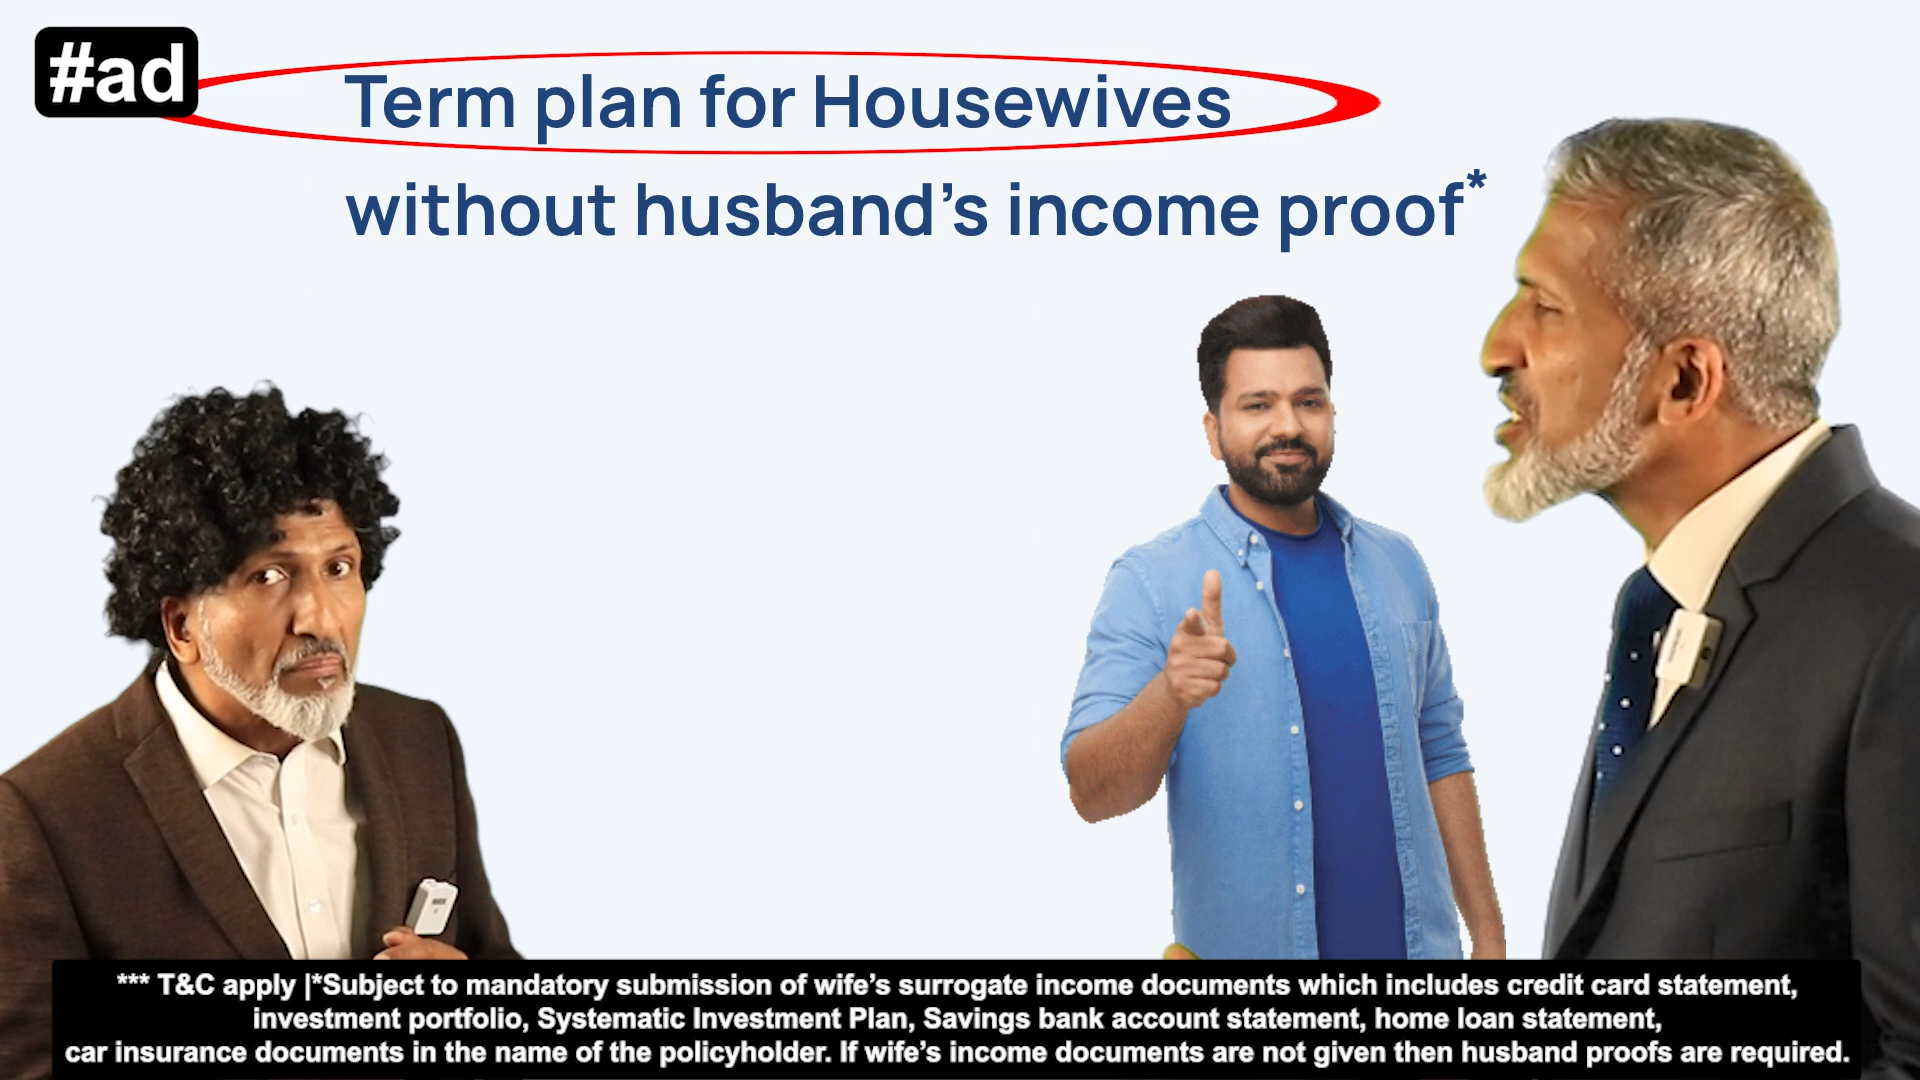 #ad
Term plan for Housewives
without husband's income proof*
*** T&C apply |*Subject to mandatory submission of wife's surrogate income documents which includes credit card statement,
investment portfolio, Systematic Investment Plan, Savings bank account statement, home loan statement,
car insurance documents in the name of the policyholder. If wife's income documents are not given then husband proofs are required.